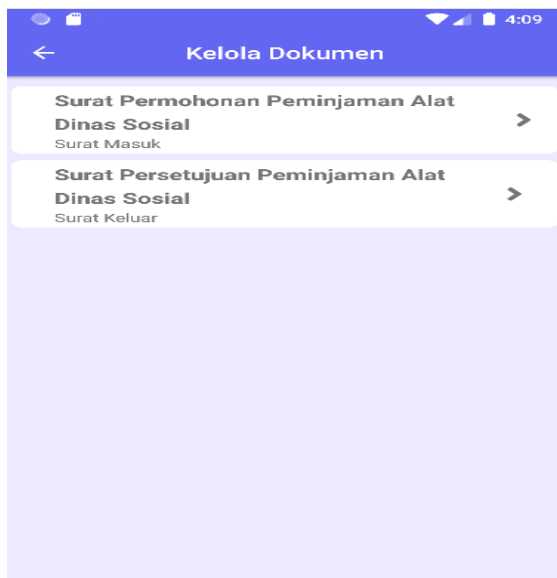 4:09
Kelola Dokumen
Surat Permohonan Peminjaman Alat
Dinas Sosial
Surat Masuk
Surat Persetujuan Peminjaman Alat
Dinas Sosial
Surat Keluar